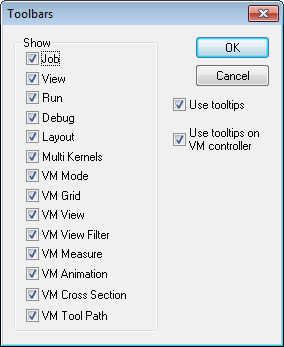 Toolbars
Show
Job
View
Run
Debug
Layout
Multi Kernels
VM Mode
VM Grid
VM View
VM View Filter
VM Measure
VM Animation
VM Cross Section
VM Tool Path
OK
Cancel
Use tooltips
Use tooltips on
VM controller